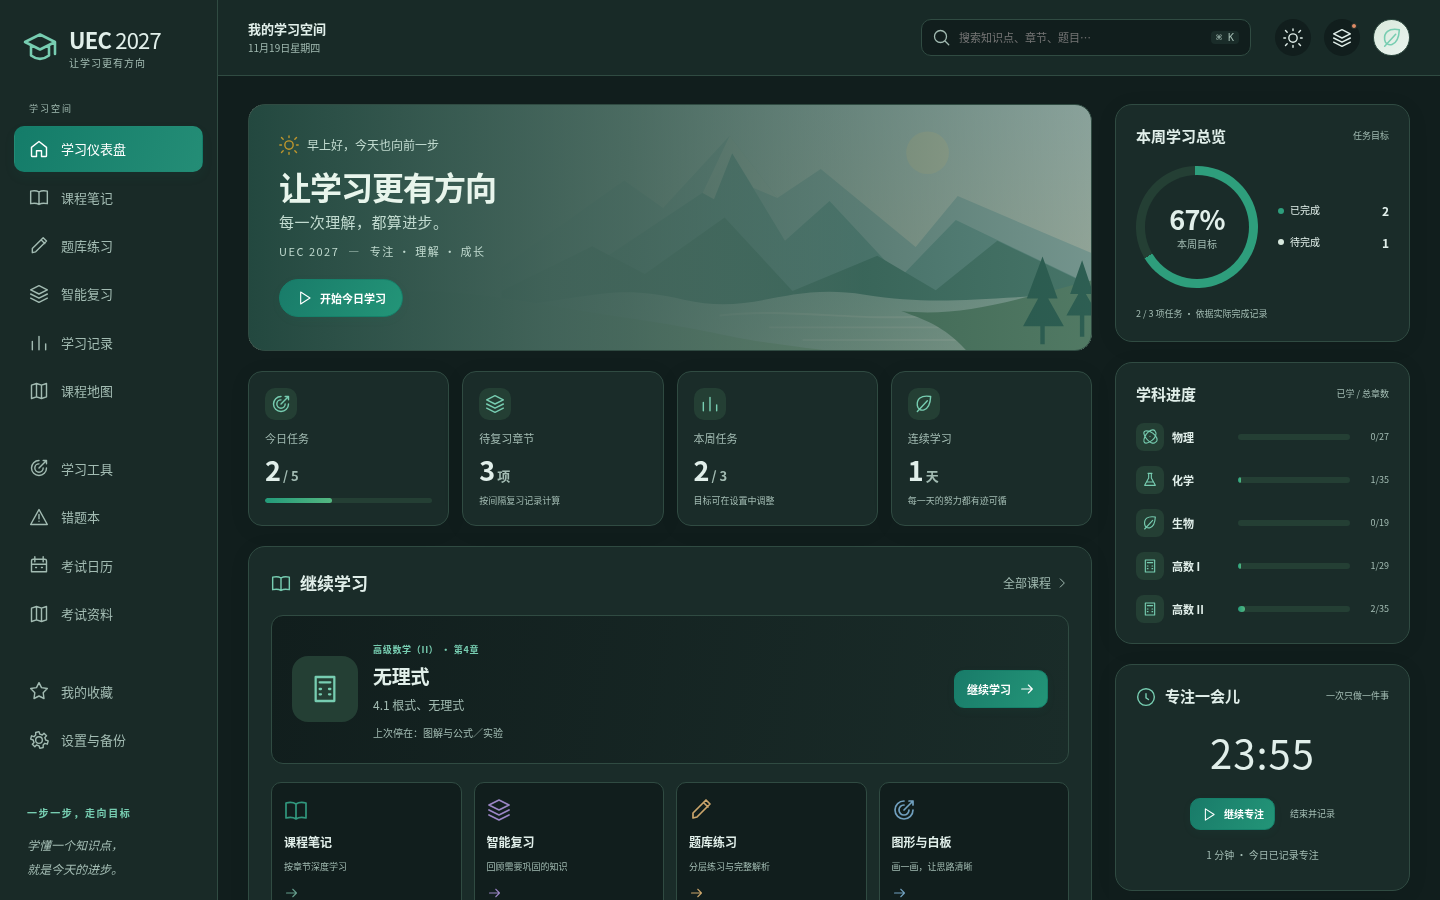 UEC 2027
让学习更有方向
学习空间
学习仪表盘
课程笔记
题库练习
智能复习
学习记录
课程地图
学习工具
错题本
考试日历
考试资料
我的收藏
设置与备份
一步一步，走向目标
学懂一个知识点，
就是今天的进步。
我的学习空间
11月19日星期四
搜索知识点、章节、题目…
⌘ K
早上好，今天也向前一步
让学习更有方向
每一次理解，都算进步。
UEC 2027 — 专注 · 理解 · 成长
开始今日学习
今日任务
2 / 5
待复习章节
3 项
按间隔复习记录计算
本周任务
2 / 3
目标可在设置中调整
连续学习
1 天
每一天的努力都有迹可循
继续学习
全部课程
高级数学（II） · 第4章
无理式
4.1 根式、无理式
上次停在：图解与公式／实验
继续学习
课程笔记
按章节深度学习
智能复习
回顾需要巩固的知识
题库练习
分层练习与完整解析
图形与白板
画一画，让思路清晰
本周学习总览
任务目标
67%
本周目标
已完成 2
待完成 1
2 / 3 项任务 · 依据实际完成记录
学科进度
已学 / 总章数
物理 0/27
化学 1/35
生物 0/19
高数 I 1/29
高数 II 2/35
专注一会儿
一次只做一件事
23:55
继续专注
结束并记录
1 分钟 · 今日已记录专注